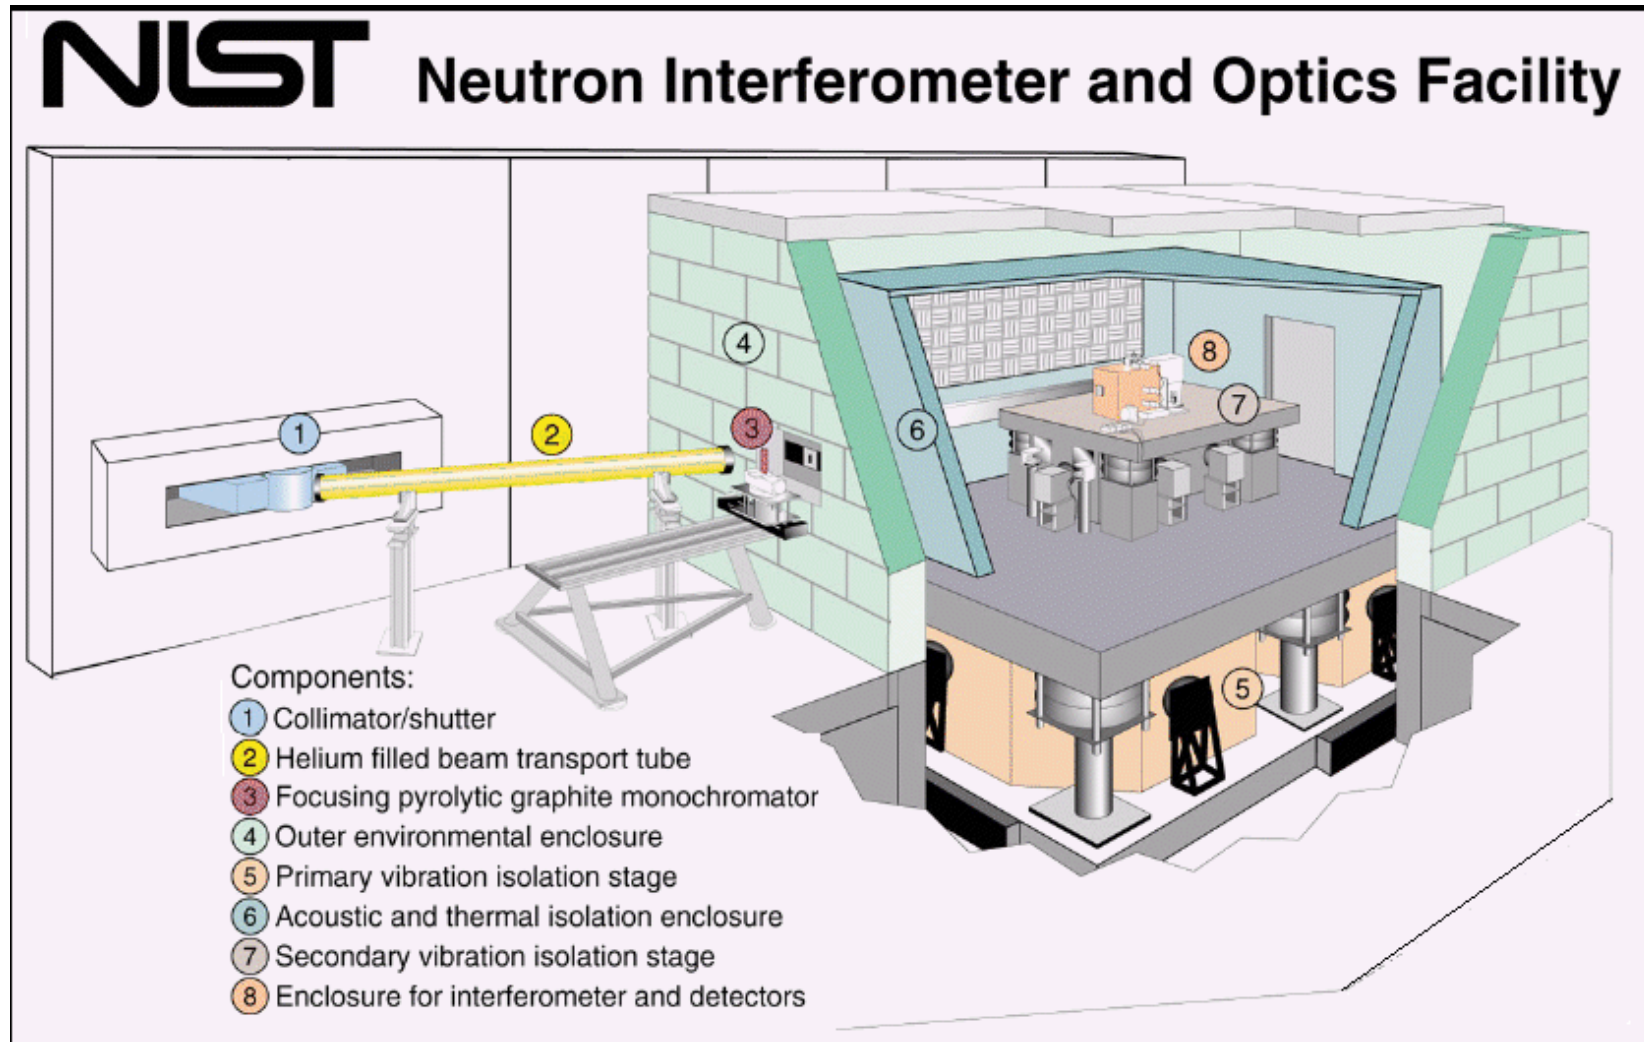 NIST
Neutron Interferometer and Optics Facility
1
2
3
4
5
6
7
8
Components:
1 Collimator/shutter
2 Helium filled beam transport tube
3 Focusing pyrolytic graphite monochromator
4 Outer environmental enclosure
5 Primary vibration isolation stage
6 Acoustic and thermal isolation enclosure
7 Secondary vibration isolation stage
8 Enclosure for interferometer and detectors